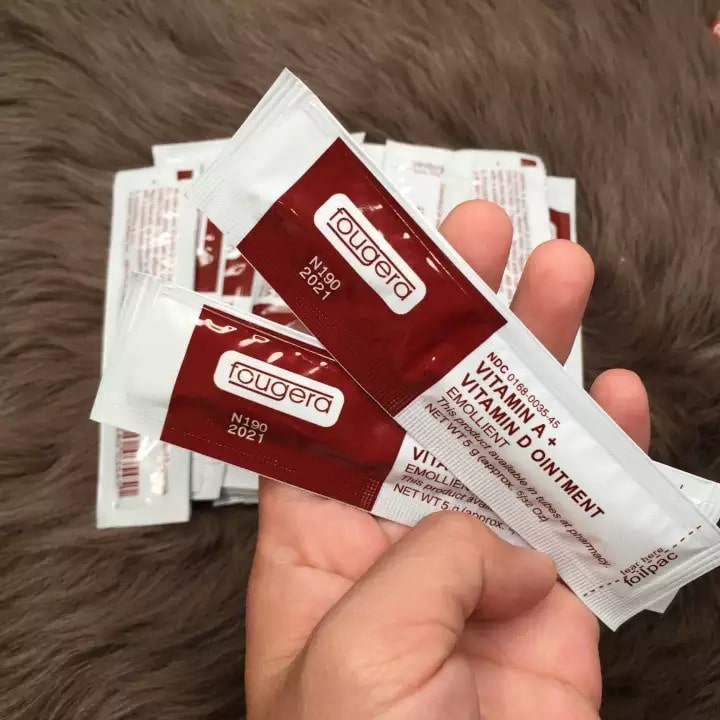 fougera
N190
2021
NDC 0168-0035-45
VITAMIN A +
VITAMIN D OINTMENT
EMOLLIENT
This product available in tubes at pharmacy.
NET WT 5 g (approx. 5/32 Oz)
tear here
foilpac
fougera
N190
2021
EMOLLIEN
This product ava
NET WT 5 g (approx.